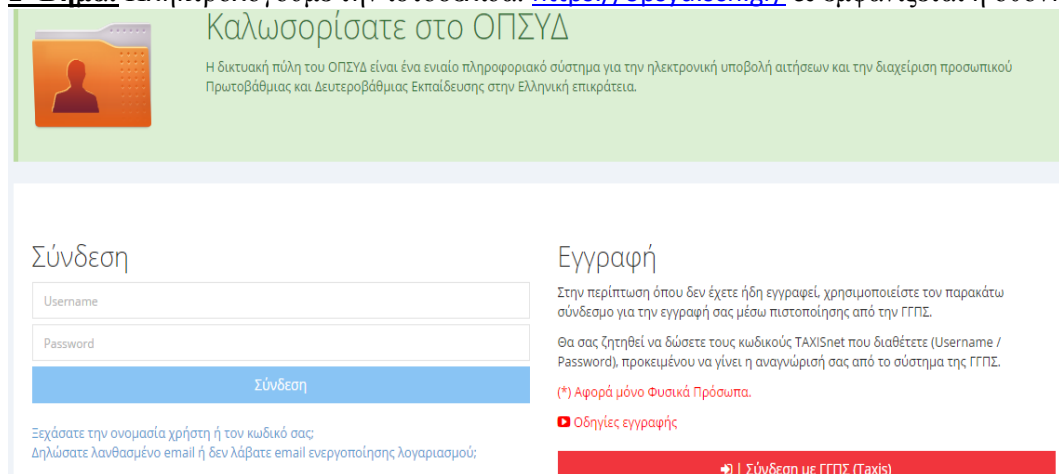 Καλωσορίσατε στο ΟΠΣΥΔ
Η δικτυακή πύλη του ΟΠΣΥΔ είναι ένα ενιαίο πληροφοριακό σύστημα για την ηλεκτρονική υποβολή αιτήσεων και την διαχείριση προσωπικού
Πρωτοβάθμιας και Δευτεροβάθμιας Εκπαίδευσης στην Ελληνική επικράτεια.
Σύνδεση
Username
Password
Σύνδεση
Ξεχάσατε την ονομασία χρήστη ή τον κωδικό σας;
Δηλώσατε λανθασμένο email ή δεν λάβατε email ενεργοποίησης λογαριασμού;
Εγγραφή
Στην περίπτωση όπου δεν έχετε ήδη εγγραφεί, χρησιμοποιείστε τον παρακάτω
σύνδεσμο για την εγγραφή σας μέσω πιστοποίησης από την ΓΓΠΣ.
Θα σας ζητηθεί να δώσετε τους κωδικούς TAXISnet που διαθέτετε (Username /
Password), προκειμένου να γίνει η αναγνώρισή σας από το σύστημα της ΓΓΠΣ.
(*) Αφορά μόνο Φυσικά Πρόσωπα.
Οδηγίες εγγραφής
| Σύνδεση με ΓΓΠΣ (Taxis)